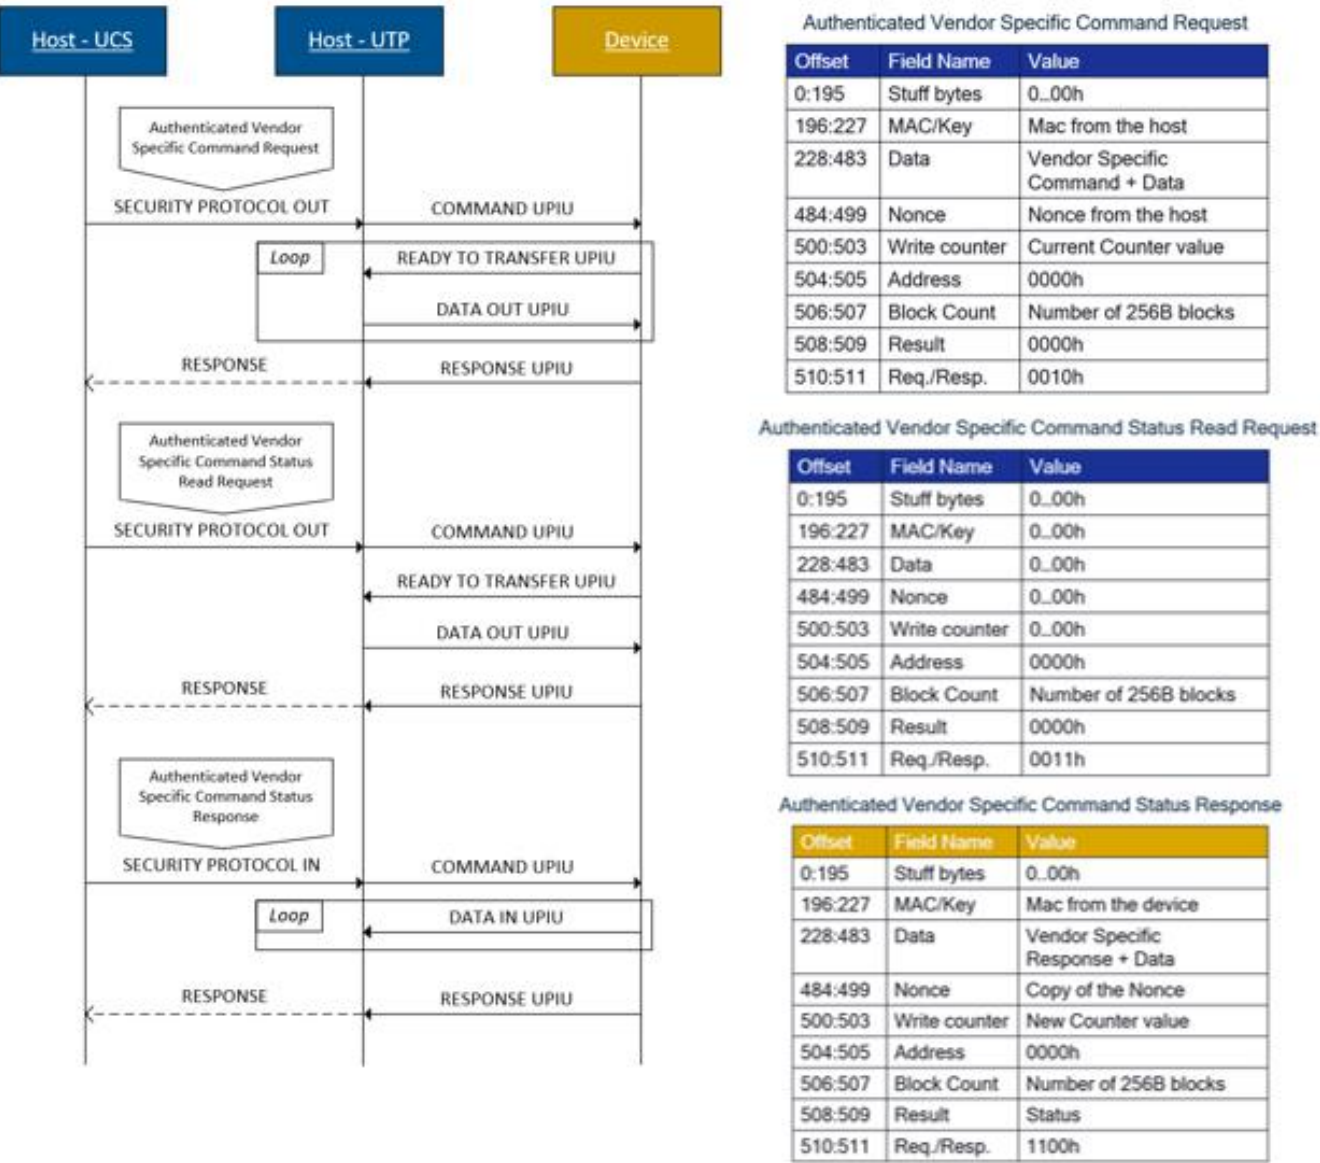 Host - UCS
Host - UTP
Device
Authenticated Vendor
Specific Command Request
SECURITY PROTOCOL OUT
COMMAND UPIU
Loop
READY TO TRANSFER UPIU
DATA OUT UPIU
RESPONSE
RESPONSE UPIU
Authenticated Vendor
Specific Command Status
Read Request
SECURITY PROTOCOL OUT
COMMAND UPIU
READY TO TRANSFER UPIU
DATA OUT UPIU
RESPONSE
RESPONSE UPIU
Authenticated Vendor
Specific Command Status
Response
SECURITY PROTOCOL IN
COMMAND UPIU
Loop
DATA IN UPIU
RESPONSE
RESPONSE UPIU
Authenticated Vendor Specific Command Request
Offset Field Name Value
0:195 Stuff bytes 0...00h
196:227 MAC/Key Mac from the host
228:483 Data Vendor Specific
Command + Data
484:499 Nonce Nonce from the host
500:503 Write counter Current Counter value
504:505 Address 0000h
506:507 Block Count Number of 256B blocks
508:509 Result 0000h
510:511 Req./Resp. 0010h
Authenticated Vendor Specific Command Status Read Request
Offset Field Name Value
0:195 Stuff bytes 0...00h
196:227 MAC/Key 0...00h
228:483 Data 0...00h
484:499 Nonce 0...00h
500:503 Write counter 0...00h
504:505 Address 0000h
506:507 Block Count Number of 256B blocks
508:509 Result 0000h
510:511 Req./Resp. 0011h
Authenticated Vendor Specific Command Status Response
Offset Field Name Value
0:195 Stuff bytes 0...00h
196:227 MAC/Key Mac from the device
228:483 Data Vendor Specific
Response + Data
484:499 Nonce Copy of the Nonce
500:503 Write counter New Counter value
504:505 Address 0000h
506:507 Block Count Number of 256B blocks
508:509 Result Status
510:511 Req./Resp. 1100h